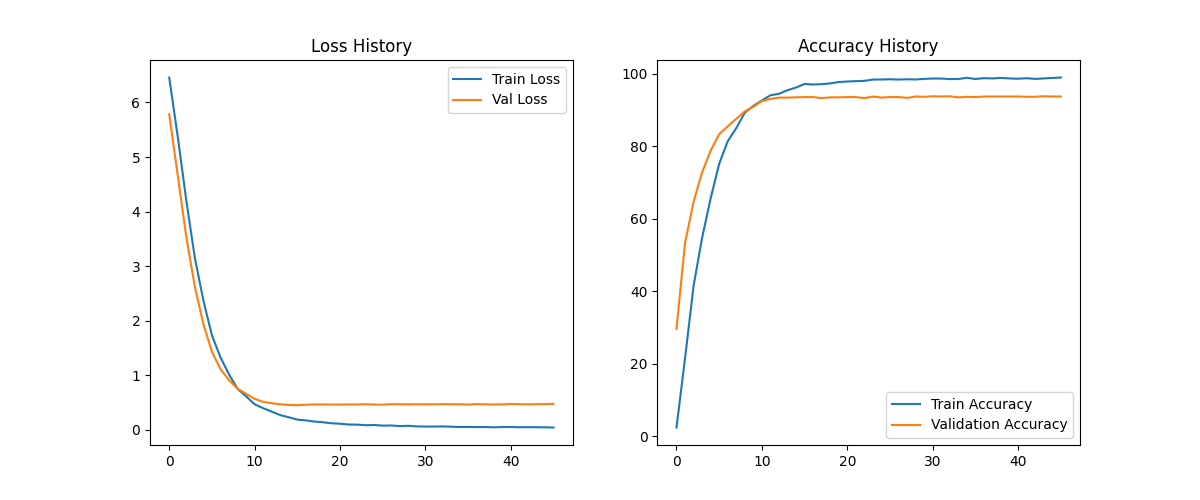 Loss History
6
5
4
3
2
1
0
0 10 20 30 40
Train Loss
Val Loss
Accuracy History
100
80
60
40
20
0
0 10 20 30 40
Train Accuracy
Validation Accuracy